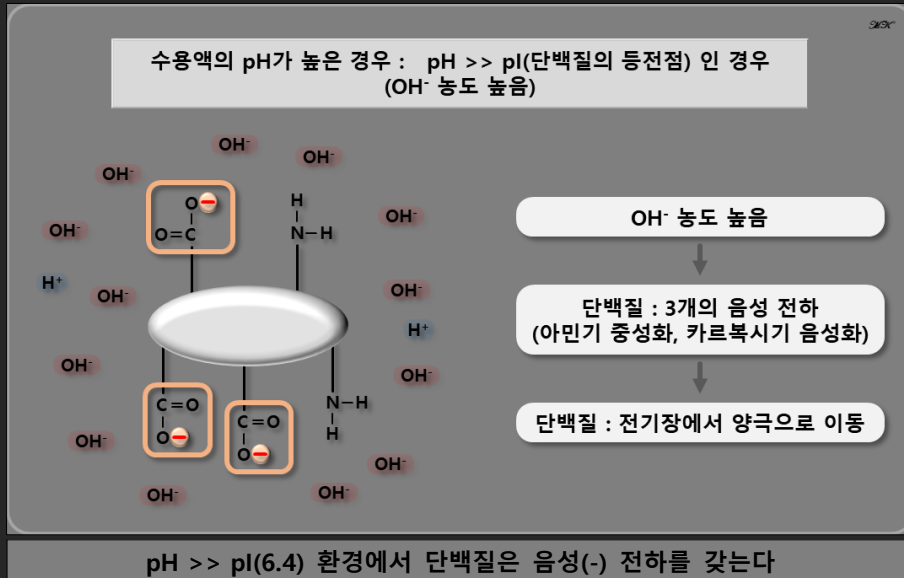 수용액의 pH가 높은 경우 : pH >> pI(단백질의 등전점) 인 경우
(OH⁻ 농도 높음)
OH⁻
OH⁻
OH⁻
OH⁻
OH⁻
H⁺
OH⁻
OH⁻
H⁺
OH⁻
OH⁻
OH⁻
OH⁻
OH⁻
OH⁻
O
O=C
H
N-H
C=O
O
C=O
O
N-H
H
OH⁻ 농도 높음
단백질 : 3개의 음성 전하
(아민기 중성화, 카르복시기 음성화)
단백질 : 전기장에서 양극으로 이동
pH >> pI(6.4) 환경에서 단백질은 음성(-) 전하를 갖는다